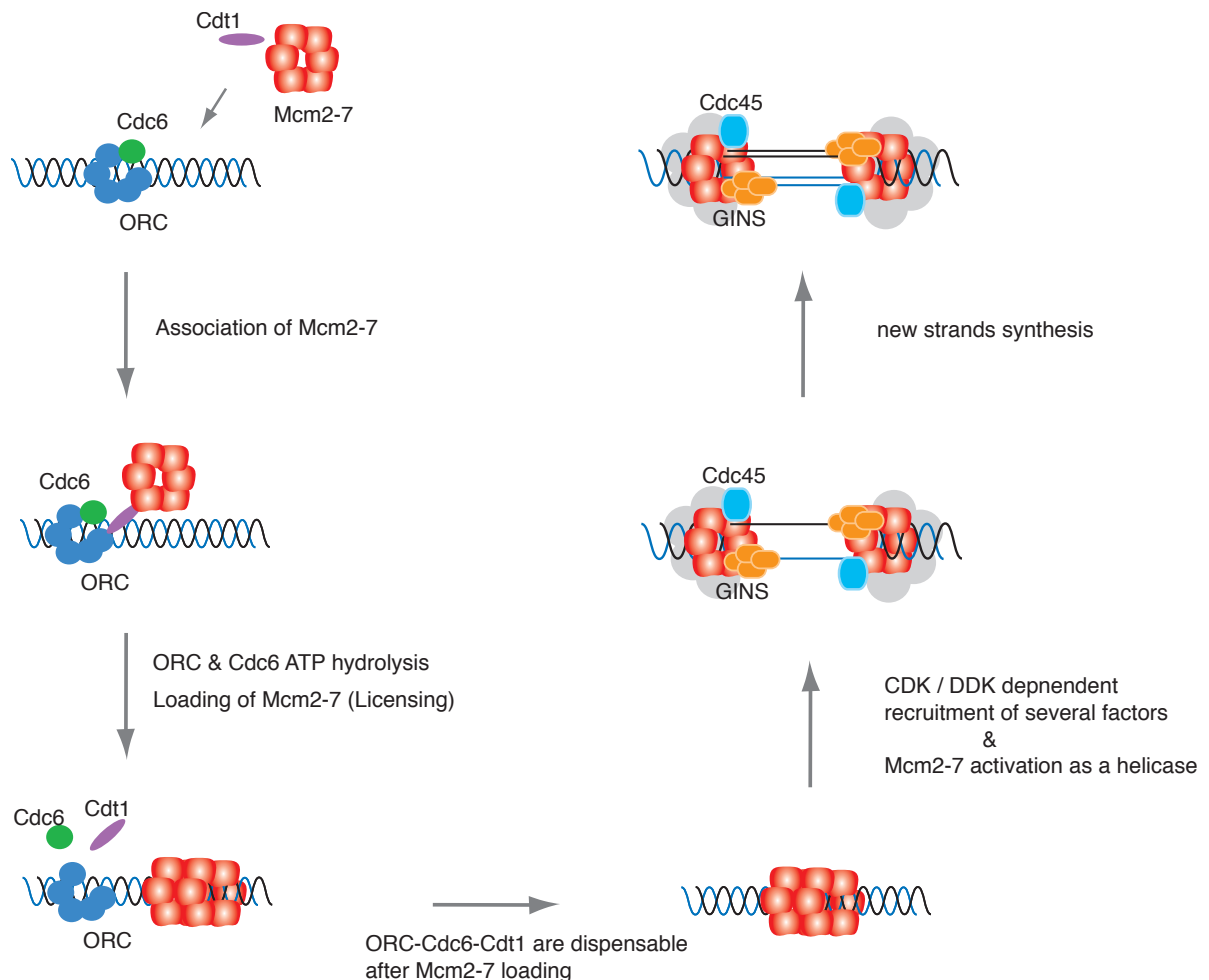 Cdt1
Mcm2-7
Cdc6
ORC
Association of Mcm2-7
Cdc6
ORC
ORC & Cdc6 ATP hydrolysis
Loading of Mcm2-7 (Licensing)
Cdc6
Cdt1
ORC
ORC-Cdc6-Cdt1 are dispensable
after Mcm2-7 loading
CDK / DDK depnendent
recruitment of several factors
&
Mcm2-7 activation as a helicase
Cdc45
GINS
new strands synthesis
Cdc45
GINS